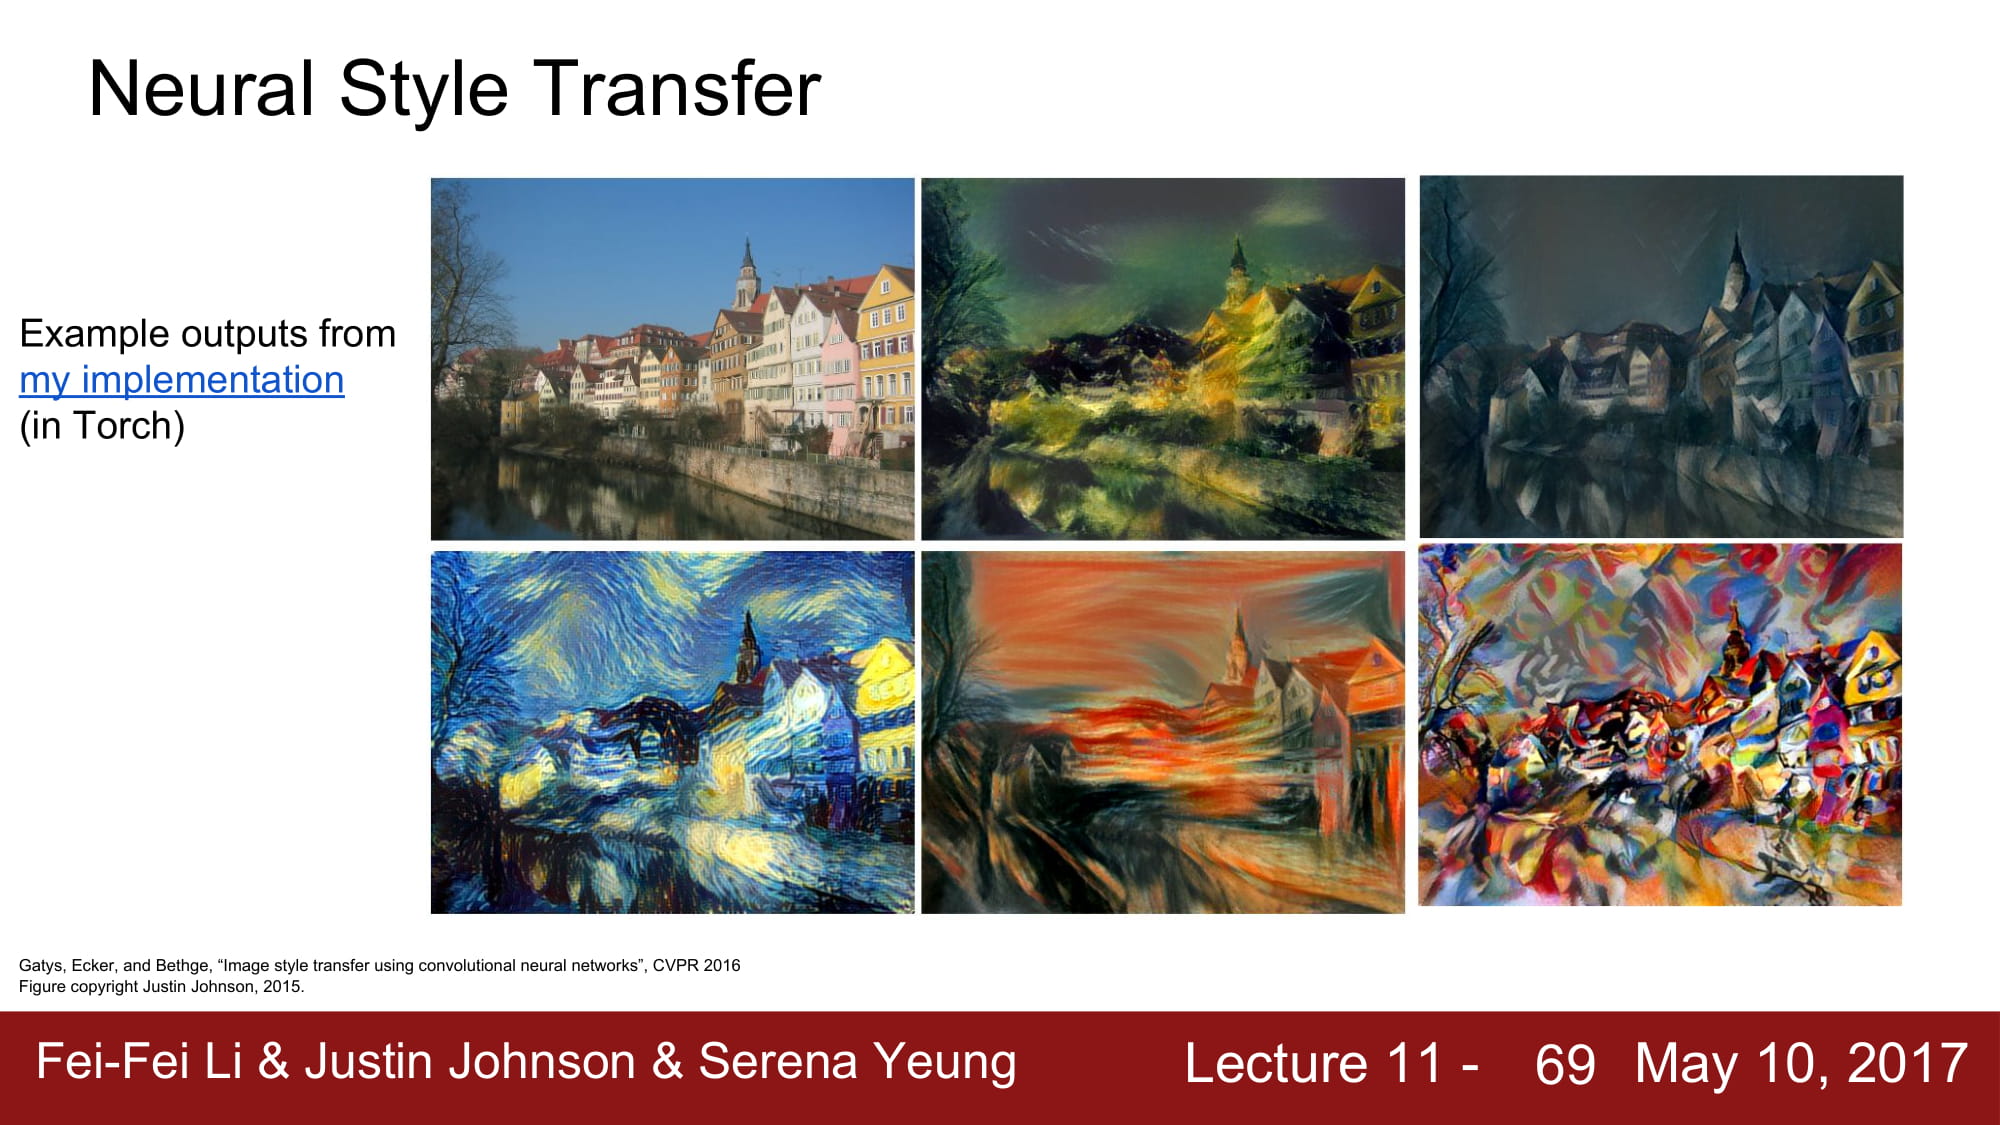 Neural Style Transfer
Example outputs from
my implementation
(in Torch)
Gatys, Ecker, and Bethge, “Image style transfer using convolutional neural networks”, CVPR 2016
Figure copyright Justin Johnson, 2015.
Fei-Fei Li & Justin Johnson & Serena Yeung
Lecture 11 - 69 May 10, 2017